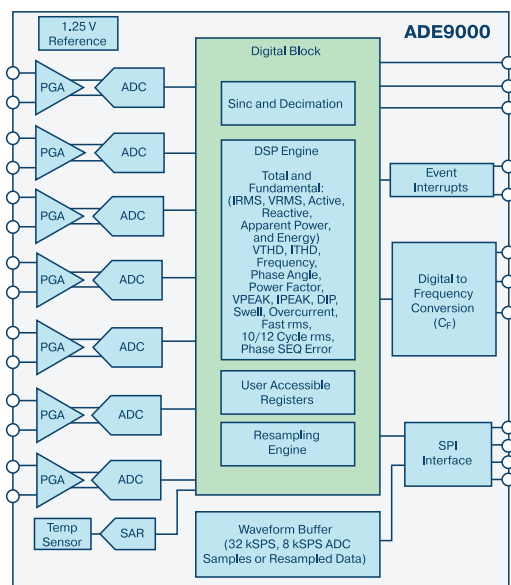 1.25 V
Reference
ADE9000
Digital Block
PGA
ADC
Sinc and Decimation
PGA
ADC
DSP Engine
Total and
Fundamental:
(IRMS, VRMS, Active,
Reactive,
Apparent Power,
and Energy)
VTHD, ITHD,
Frequency,
Phase Angle,
Power Factor,
VPEAK, IPEAK, DIP,
Swell, Overcurrent,
Fast rms,
10/12 Cycle rms,
Phase SEQ Error
Event
Interrupts
PGA
ADC
PGA
ADC
Digital to
Frequency
Conversion
(CF)
PGA
ADC
PGA
ADC
User Accessible
Registers
Resampling
Engine
SPI
Interface
PGA
ADC
Temp
Sensor
SAR
Waveform Buffer
(32 kSPS, 8 kSPS ADC
Samples or Resampled Data)